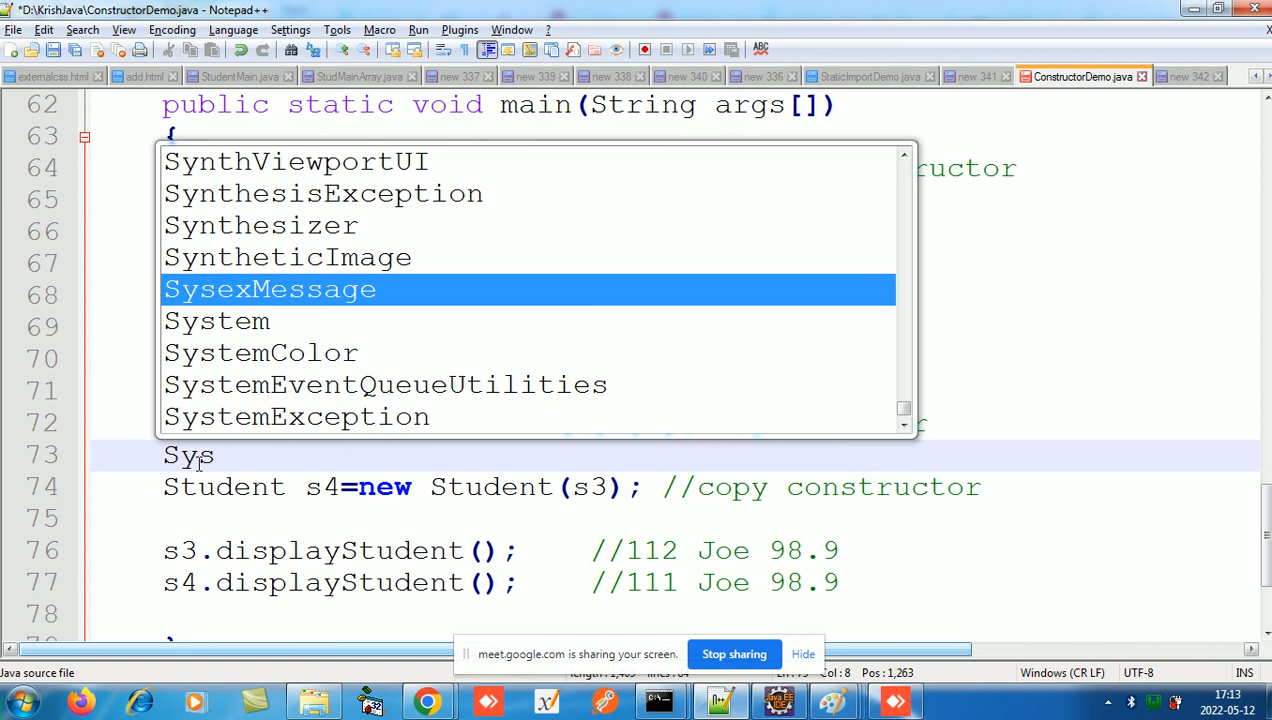 *D:\KrishJava\ConstructorDemo.java - Notepad++
File Edit Search View Encoding Language Settings Tools Macro Run Plugins Window ?
externalcss.html add.html StudentMain.java StudMainArray.java new 337 new 339 new 338 new 340 new 336 StaticImportDemo.java new 341 ConstructorDemo.java new 342
62 public static void main(String args[])
63 {
SynthViewportUI
64 ructor
SynthesisException
65
Synthesizer
66
SyntheticImage
67
SysexMessage
68
System
69
SystemColor
70
SystemEventQueueUtilities
71
SystemException
72
73 Sys
74 Student s4=new Student(s3); //copy constructor
75
76 s3.displayStudent(); //112 Joe 98.9
77 s4.displayStudent(); //111 Joe 98.9
78
meet.google.com is sharing your screen. Stop sharing Hide
Java source file Col : 8 Pos : 1,263 Windows (CR LF) UTF-8 INS
17:13
2022-05-12